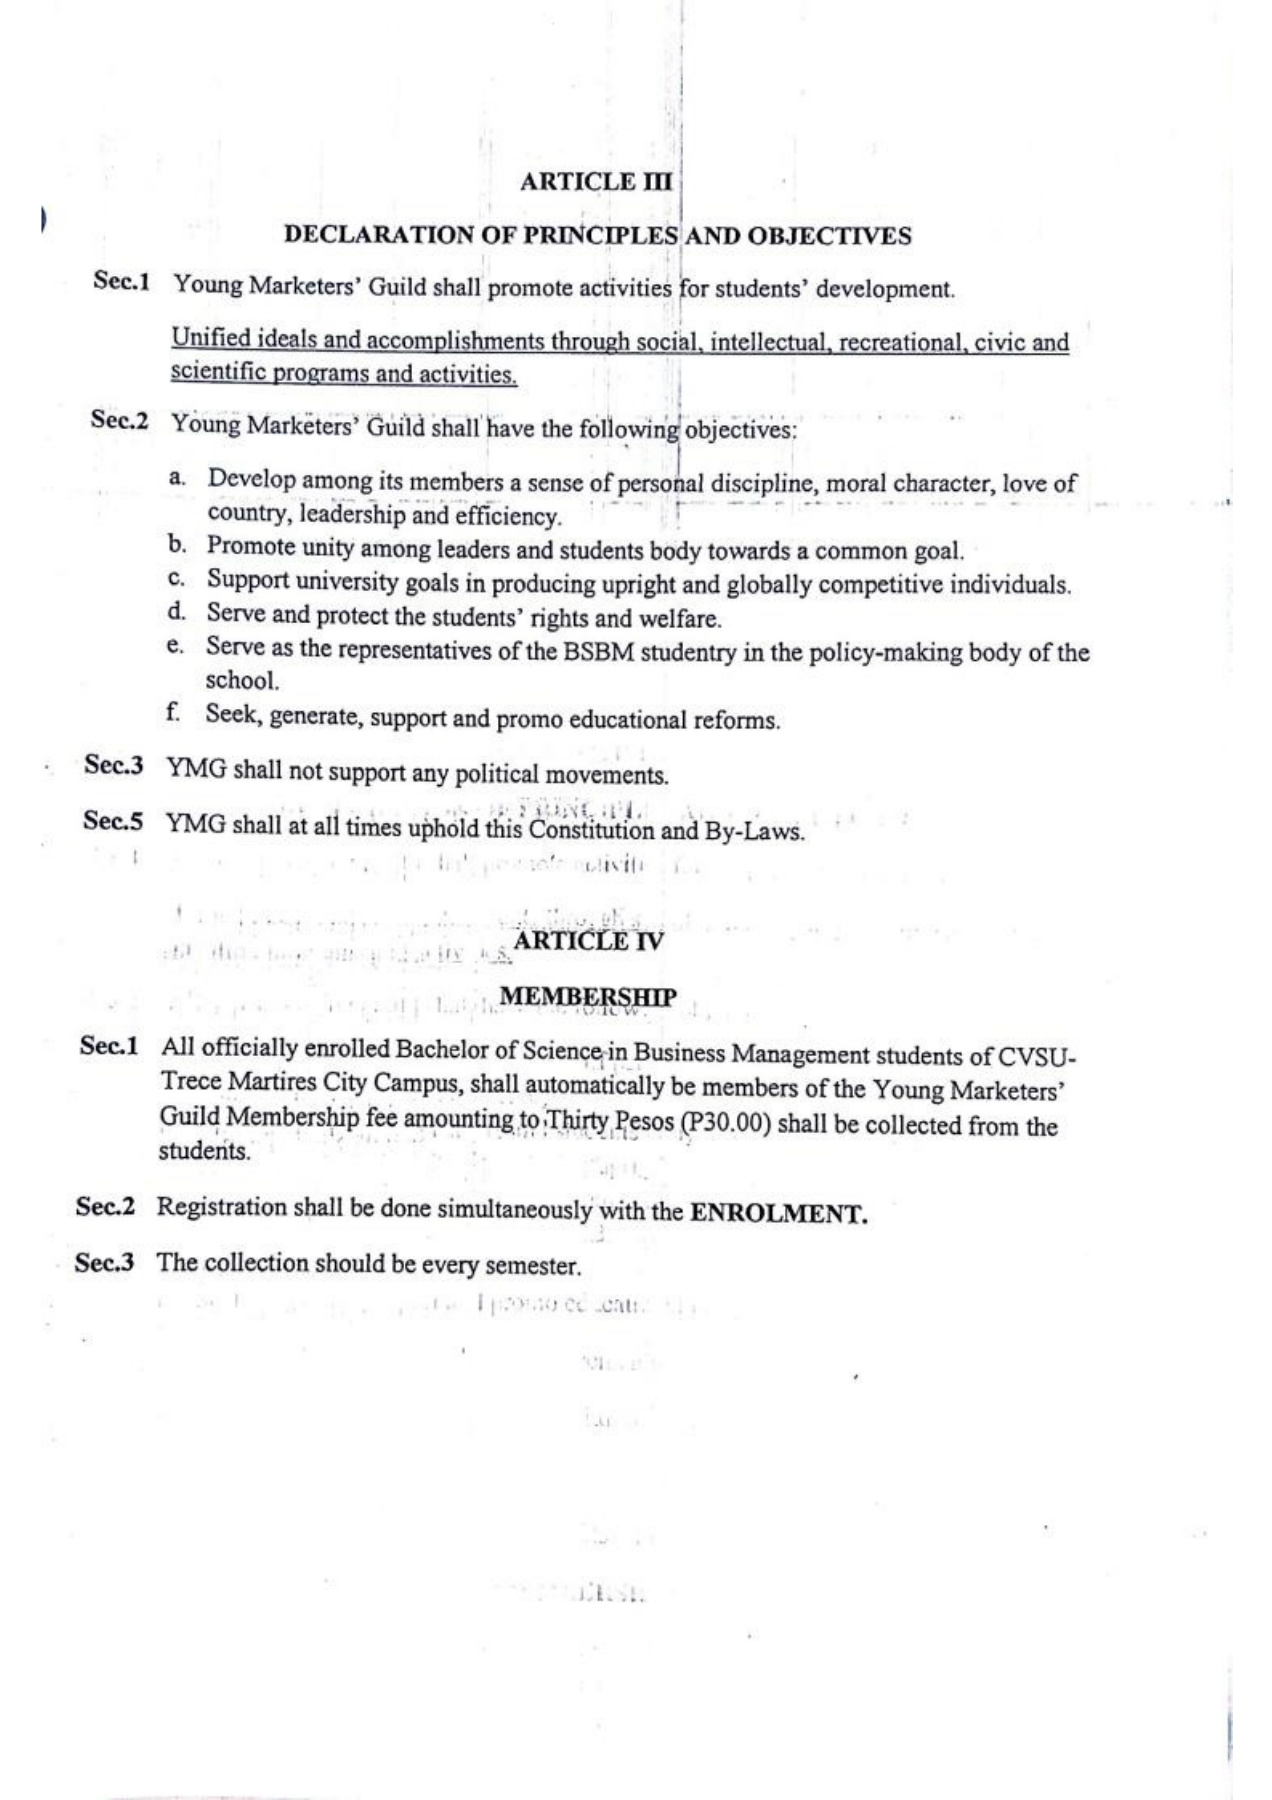 ARTICLE III
DECLARATION OF PRINCIPLES AND OBJECTIVES
Sec.1 Young Marketers' Guild shall promote activities for students' development.
Unified ideals and accomplishments through social, intellectual, recreational, civic and
scientific programs and activities.
Sec.2 Young Marketers' Guild shall have the following objectives:
a. Develop among its members a sense of personal discipline, moral character, love of
country, leadership and efficiency.
b. Promote unity among leaders and students body towards a common goal.
c. Support university goals in producing upright and globally competitive individuals.
d. Serve and protect the students' rights and welfare.
e. Serve as the representatives of the BSBM studentry in the policy-making body of the
school.
f. Seek, generate, support and promo educational reforms.
Sec.3 YMG shall not support any political movements.
Sec.5 YMG shall at all times uphold this Constitution and By-Laws.
ARTICLE IV
MEMBERSHIP
Sec.1 All officially enrolled Bachelor of Science in Business Management students of CVSU-
Trece Martires City Campus, shall automatically be members of the Young Marketers'
Guild Membership fee amounting to Thirty Pesos (P30.00) shall be collected from the
students.
Sec.2 Registration shall be done simultaneously with the ENROLMENT.
Sec.3 The collection should be every semester.